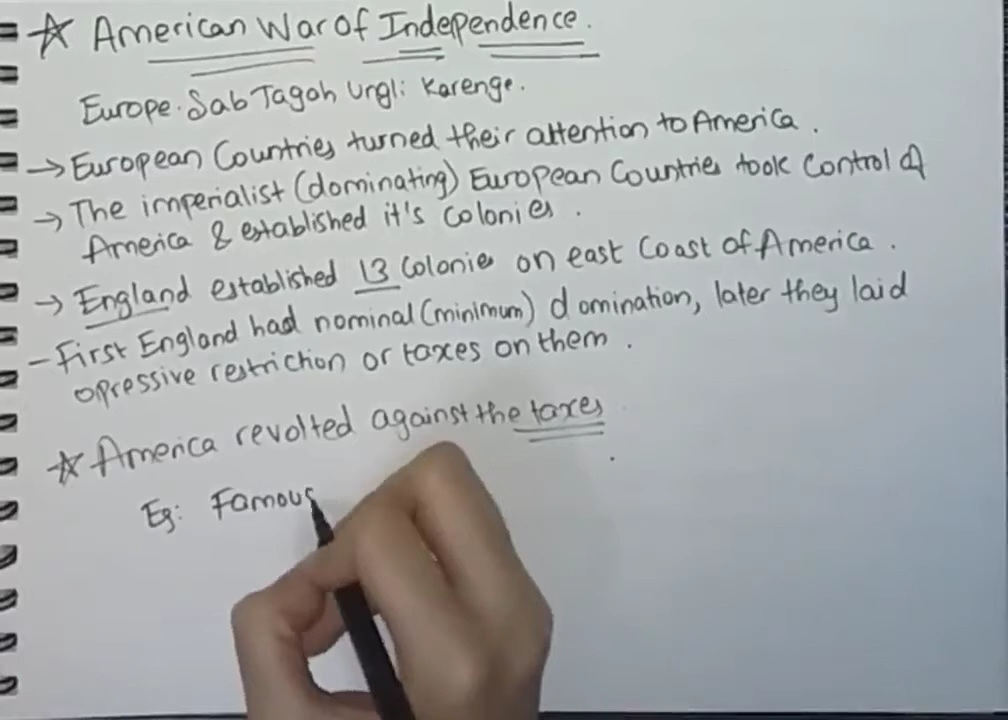 ☆ American War of Independence.
Europe. Sab Jagah Ungli Karenge.
→ European Countries turned their attention to America.
→ The imperialist (dominating) European Countries took control of
America & established it's colonies.
→ England established 13 Colonies on east Coast of America.
- First England had nominal (minimum) domination, later they laid
opressive restriction or taxes on them.
☆ America revolted against the taxes
Eg: Famous